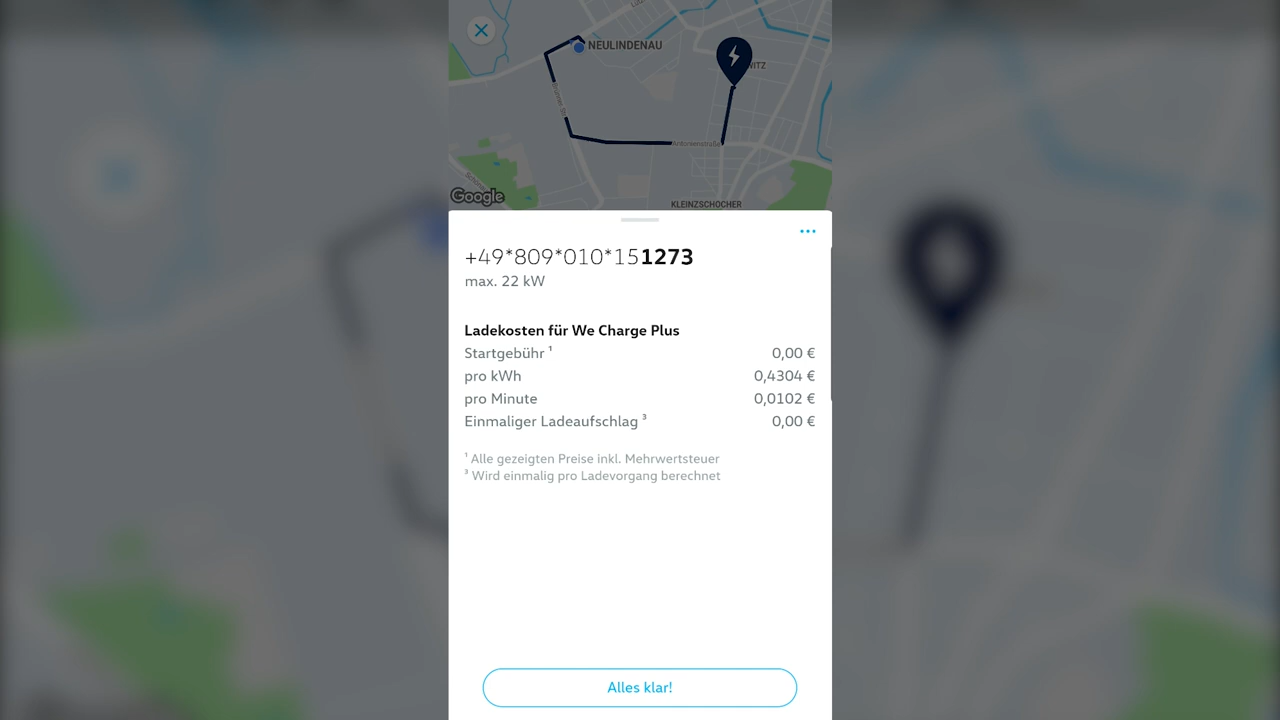 NEULINDENAU
WITZ
Antonienstraße
Google
KLEINZSCHOCHER
+49*809*010*151273
max. 22 kW
Ladekosten für We Charge Plus
Startgebühr ¹ 0,00 €
pro kWh 0,4304 €
pro Minute 0,0102 €
Einmaliger Ladeaufschlag ³ 0,00 €
¹ Alle gezeigten Preise inkl. Mehrwertsteuer
³ Wird einmalig pro Ladevorgang berechnet
Alles klar!